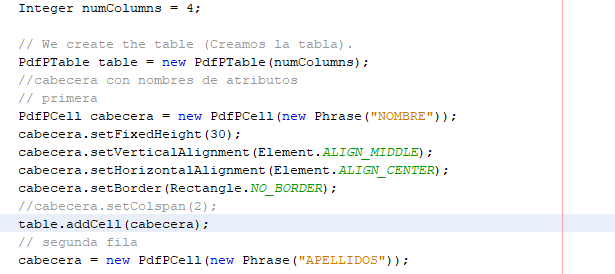 Integer numColumns = 4;
// We create the table (Creamos la tabla).
PdfPTable table = new PdfPTable(numColumns);
//cabecera con nombres de atributos
// primera
PdfPCell cabecera = new PdfPCell(new Phrase("NOMBRE"));
cabecera.setFixedHeight(30);
cabecera.setVerticalAlignment(Element.ALIGN_MIDDLE);
cabecera.setHorizontalAlignment(Element.ALIGN_CENTER);
cabecera.setBorder(Rectangle.NO_BORDER);
//cabecera.setColspan(2);
table.addCell(cabecera);
// segunda fila
cabecera = new PdfPCell(new Phrase("APELLIDOS"));